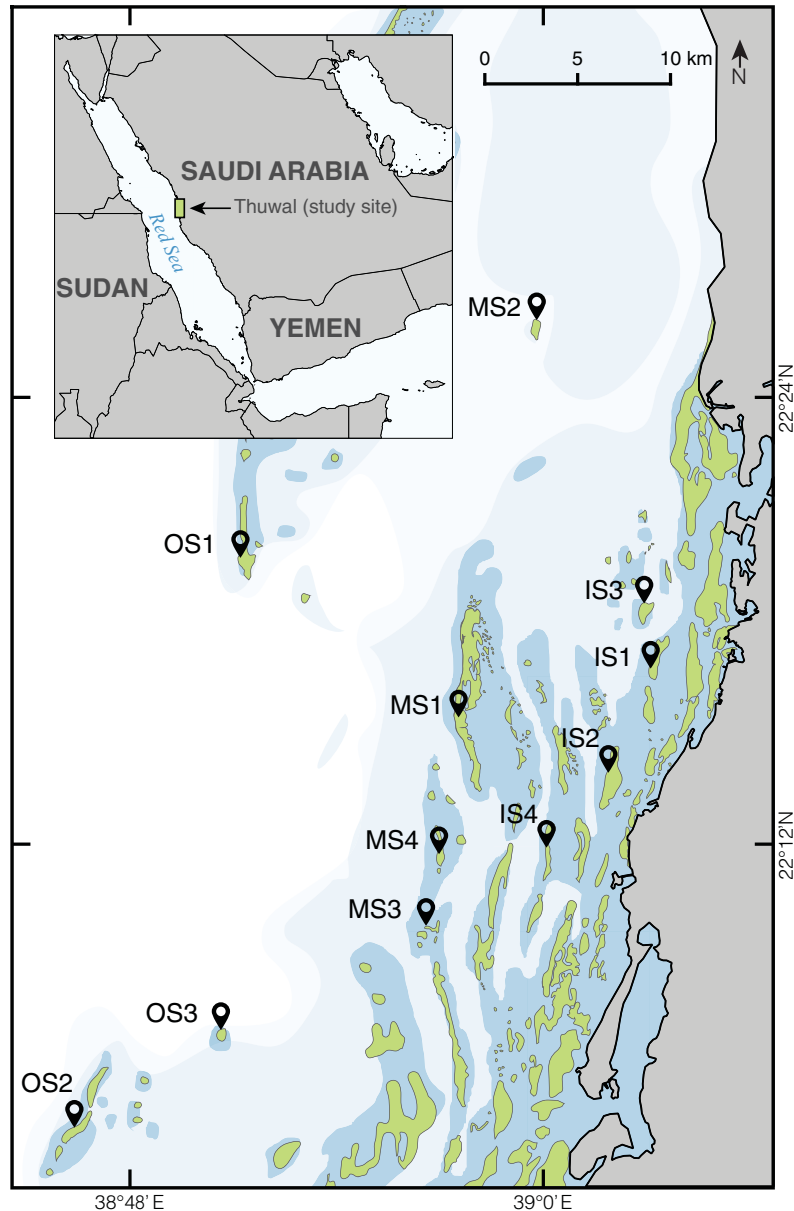 0 5 10 km
N
SAUDI ARABIA
Thuwal (study site)
Red Sea
SUDAN
YEMEN
MS2
22°24'N
OS1
IS3
IS1
MS1
IS2
IS4
MS4
22°12'N
MS3
OS3
OS2
38°48' E
39°0' E